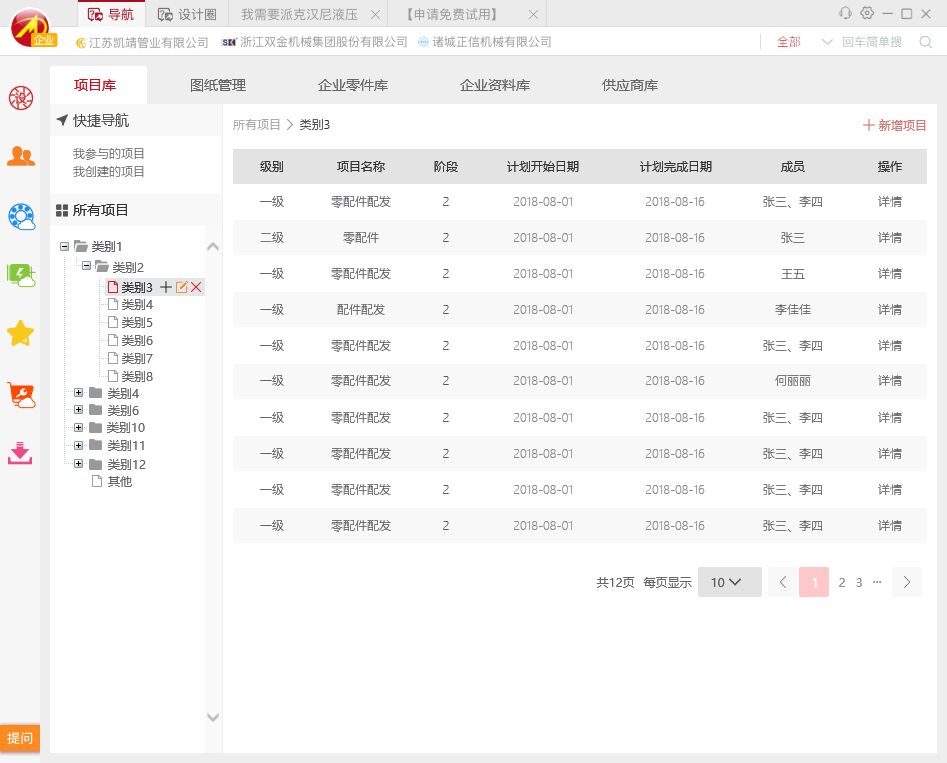 导航 设计圈 我需要派克汉尼液压 【申请免费试用】
企业 江苏凯靖管业有限公司 浙江双金机械集团股份有限公司 诸城正信机械有限公司 全部 回车简单搜
项目库 图纸管理 企业零件库 企业资料库 供应商库
快捷导航
我参与的项目
我创建的项目
所有项目
类别1
类别2
类别3
类别4
类别5
类别6
类别7
类别8
类别4
类别6
类别10
类别11
类别12
其他
提问
所有项目 > 类别3 新增项目
级别 项目名称 阶段 计划开始日期 计划完成日期 成员 操作
一级 零配件配发 2 2018-08-01 2018-08-16 张三、李四 详情
二级 零配件 2 2018-08-01 2018-08-16 张三 详情
一级 零配件配发 2 2018-08-01 2018-08-16 王五 详情
一级 配件配发 2 2018-08-01 2018-08-16 李佳佳 详情
一级 零配件配发 2 2018-08-01 2018-08-16 张三、李四 详情
一级 零配件配发 2 2018-08-01 2018-08-16 何丽丽 详情
一级 零配件配发 2 2018-08-01 2018-08-16 张三、李四 详情
一级 零配件配发 2 2018-08-01 2018-08-16 张三、李四 详情
一级 零配件配发 2 2018-08-01 2018-08-16 张三、李四 详情
一级 零配件配发 2 2018-08-01 2018-08-16 张三、李四 详情
共12页 每页显示 10 1 2 3 ...